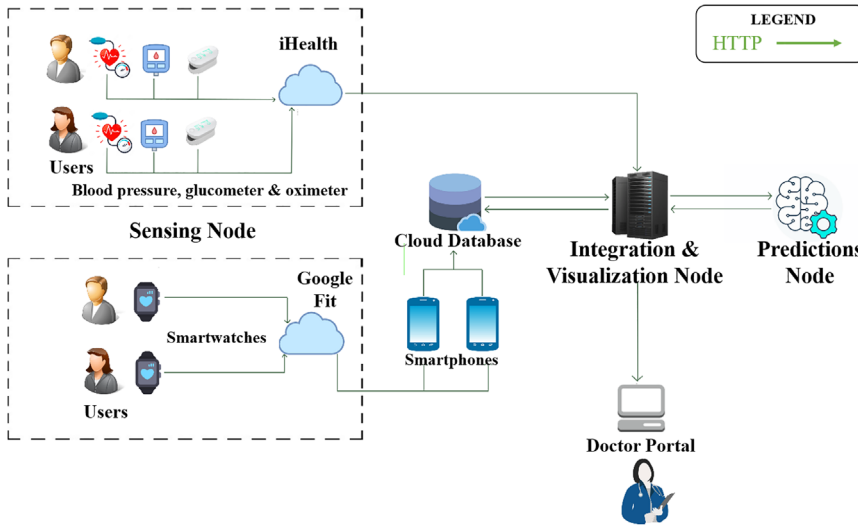 LEGEND
HTTP
iHealth
Users
Blood pressure, glucometer & oximeter
Sensing Node
Cloud Database
Integration &
Visualization Node
Predictions
Node
Google
Fit
Smartwatches
Users
Smartphones
Doctor Portal